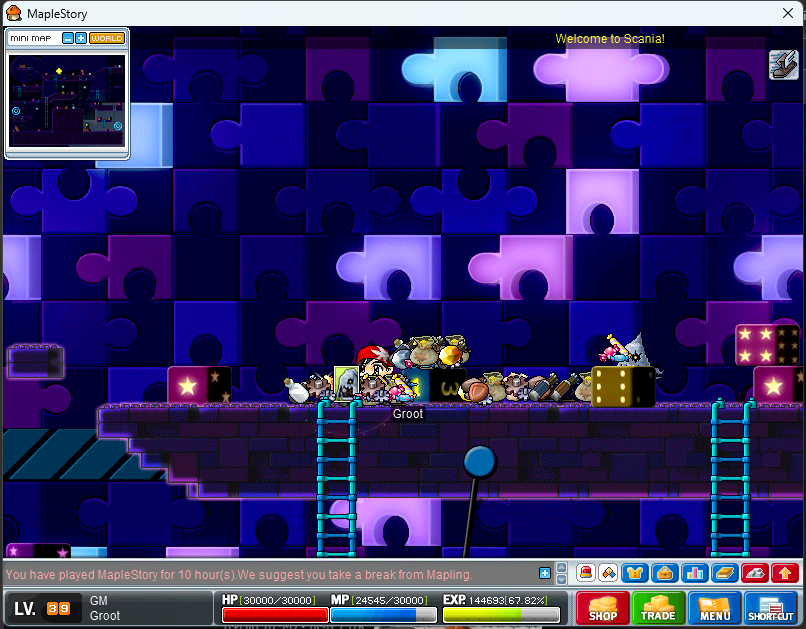 MapleStory
MINI MAP
WORLD
Welcome to Scania!
3
Groot
You have played MapleStory for 10 hour(s).We suggest you take a break from Mapling.
LV. 39
GM
Groot
HP[30000/30000]
MP[24545/30000]
EXP 144693[67.82%]
SHOP
TRADE
MENU
SHORTCUT